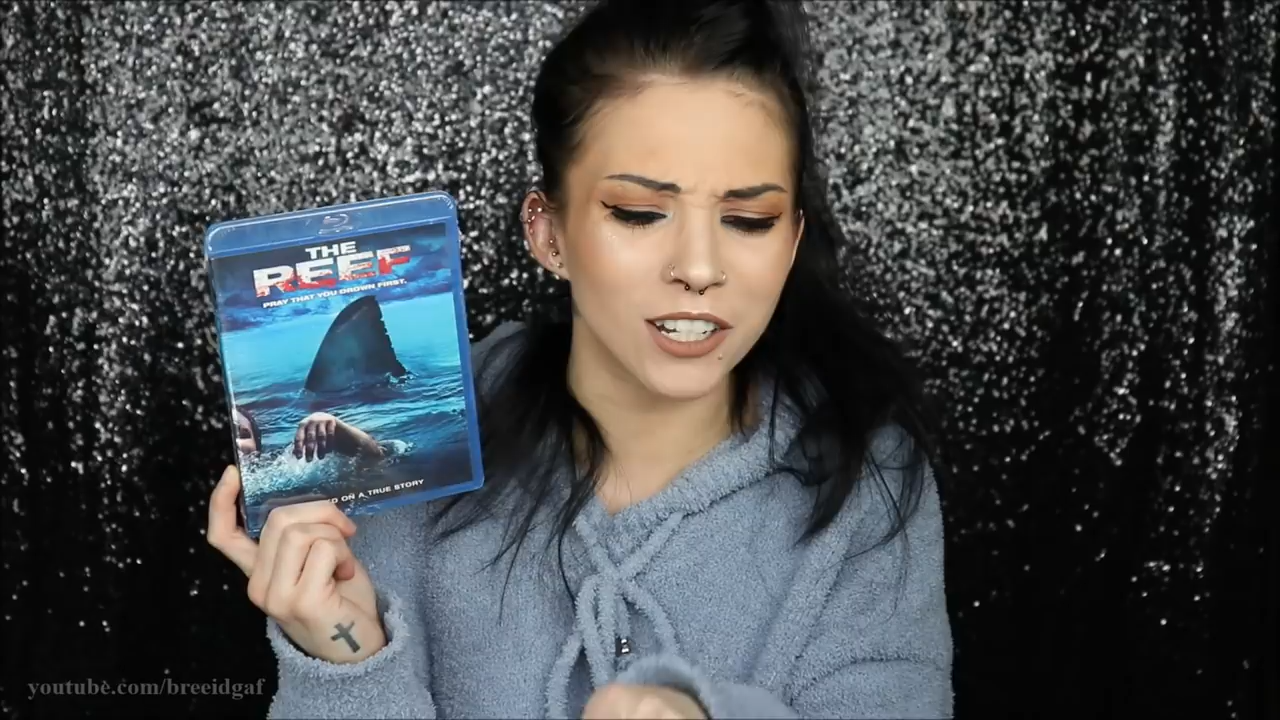 THE
REEF
PRAY THAT YOU DROWN FIRST.
ON A TRUE STORY
youtube.com/breeidgaf